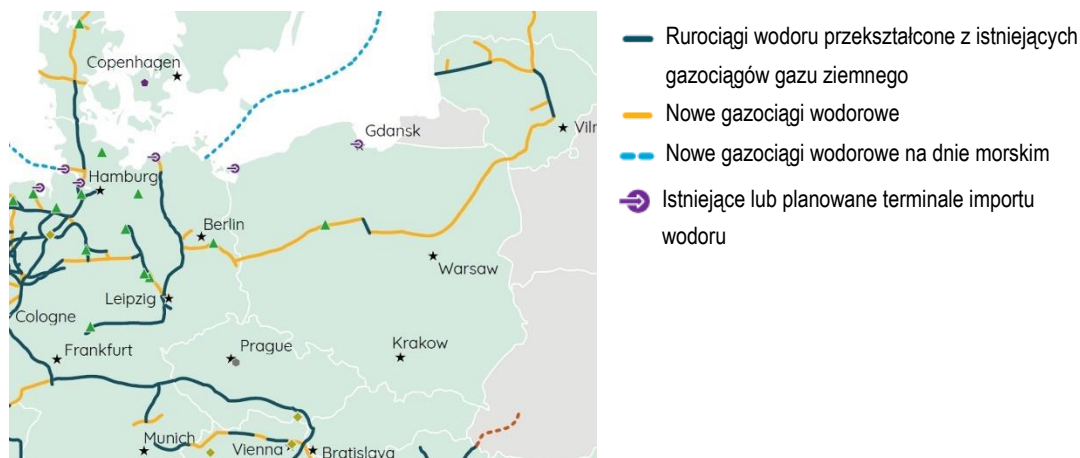 Copenhagen
Gdansk
Viln
Hamburg
Berlin
Warsaw
Leipzig
Cologne
Frankfurt
Prague
Krakow
Munich
Vienna
Bratislava
Rurociągi wodoru przekształcone z istniejących
gazociągów gazu ziemnego
Nowe gazociągi wodorowe
Nowe gazociągi wodorowe na dnie morskim
Istniejące lub planowane terminale importu
wodoru